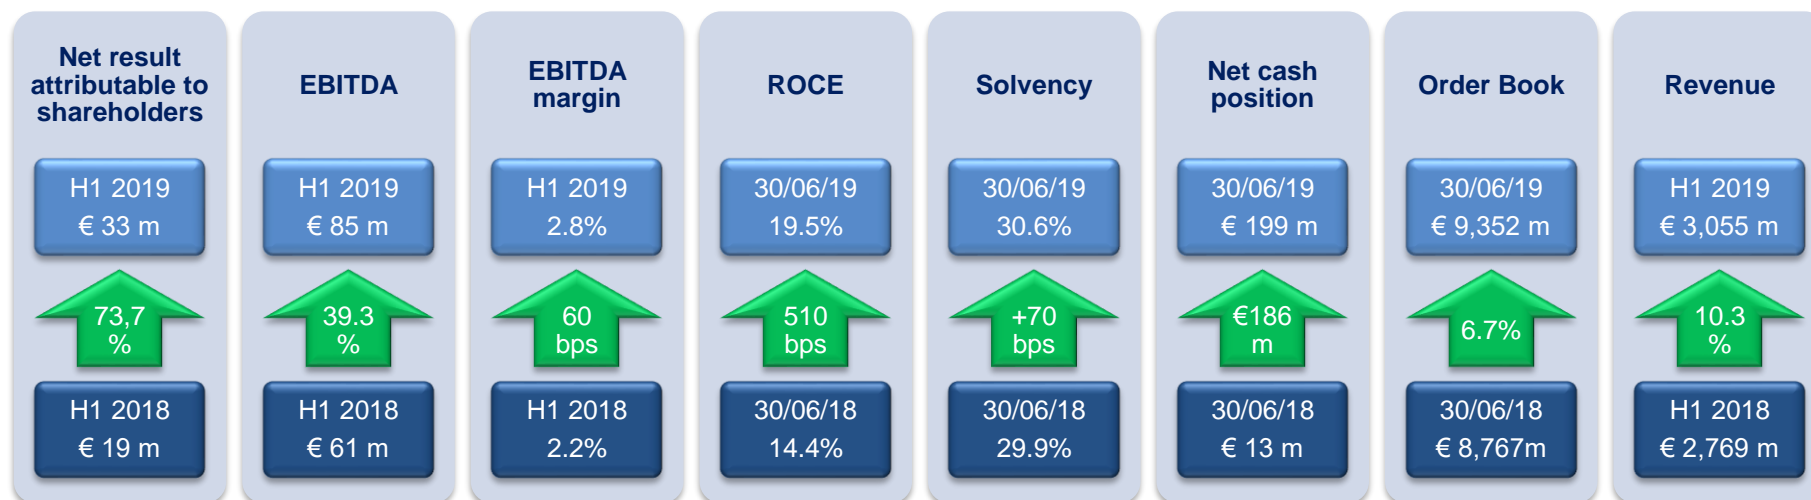 Net result
attributable to
shareholders
H1 2019
€ 33 m
73,7
%
H1 2018
€ 19 m
EBITDA
H1 2019
€ 85 m
39.3
%
H1 2018
€ 61 m
EBITDA
margin
H1 2019
2.8%
60
bps
H1 2018
2.2%
ROCE
30/06/19
19.5%
510
bps
30/06/18
14.4%
Solvency
30/06/19
30.6%
+70
bps
30/06/18
29.9%
Net cash
position
30/06/19
€ 199 m
€186
m
30/06/18
€ 13 m
Order Book
30/06/19
€ 9,352 m
6.7%
30/06/18
€ 8,767m
Revenue
H1 2019
€ 3,055 m
10.3
%
H1 2018
€ 2,769 m